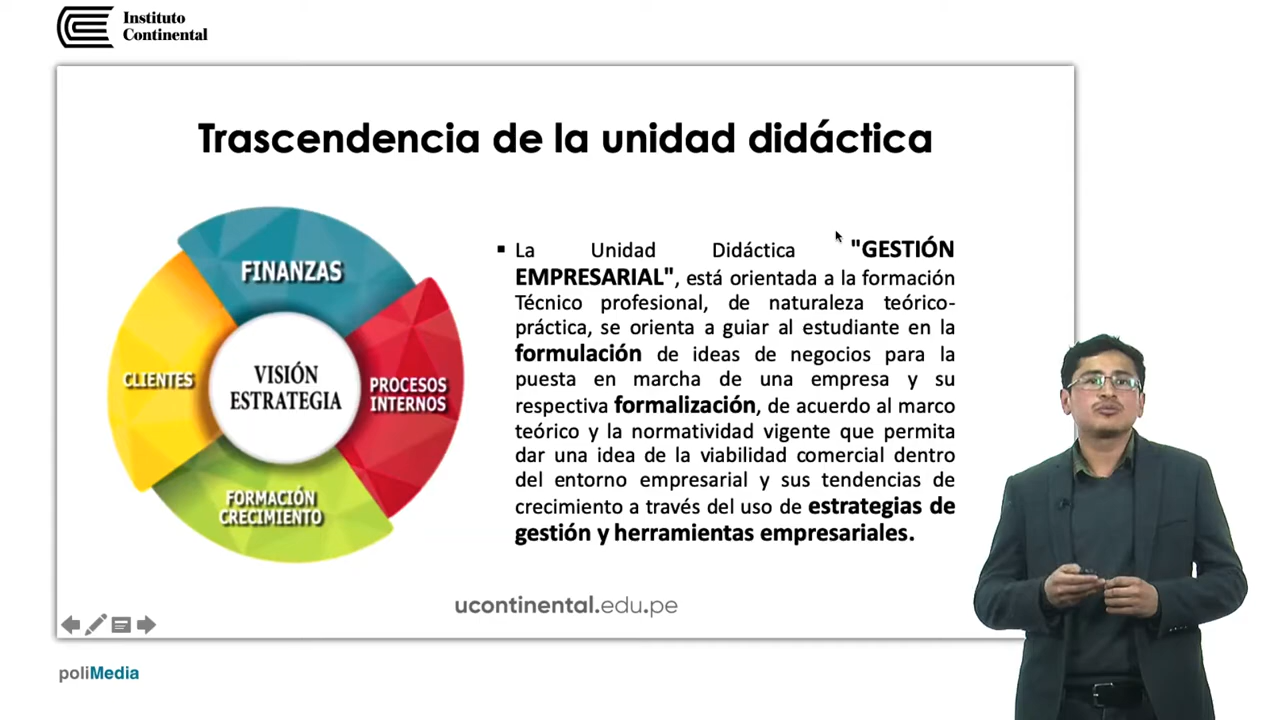 Instituto
Continental
Trascendencia de la unidad didáctica
FINANZAS
CLIENTES
VISIÓN
ESTRATEGIA
PROCESOS
INTERNOS
FORMACIÓN
CRECIMIENTO
▪ La Unidad Didáctica "GESTIÓN
EMPRESARIAL", está orientada a la formación
Técnico profesional, de naturaleza teórico-
práctica, se orienta a guiar al estudiante en la
formulación de ideas de negocios para la
puesta en marcha de una empresa y su
respectiva formalización, de acuerdo al marco
teórico y la normatividad vigente que permita
dar una idea de la viabilidad comercial dentro
del entorno empresarial y sus tendencias de
crecimiento a través del uso de estrategias de
gestión y herramientas empresariales.
ucontinental.edu.pe
poliMedia